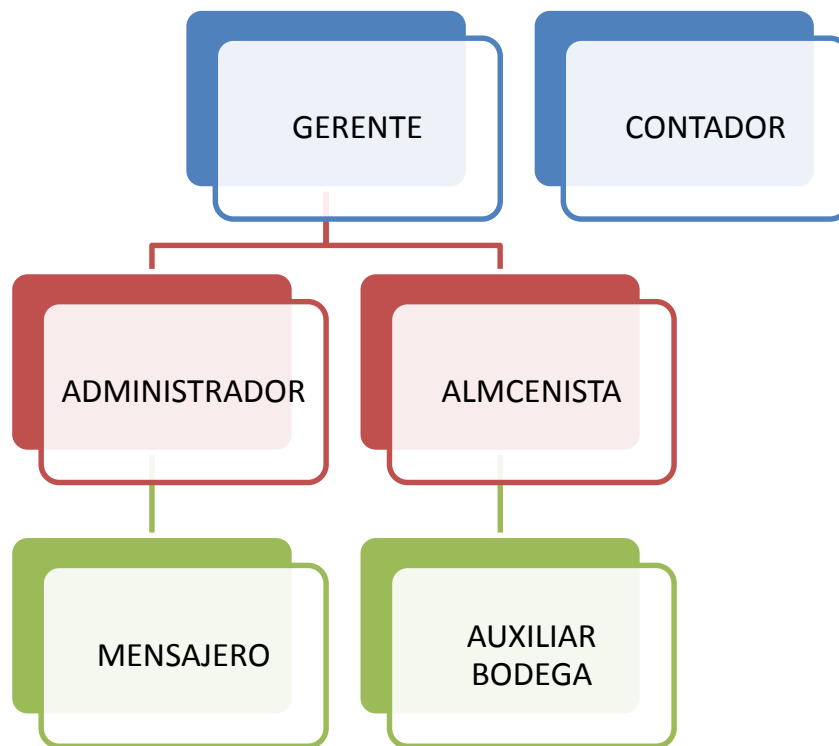 GERENTE
CONTADOR
ADMINISTRADOR
ALMCENISTA
MENSAJERO
AUXILIAR
BODEGA